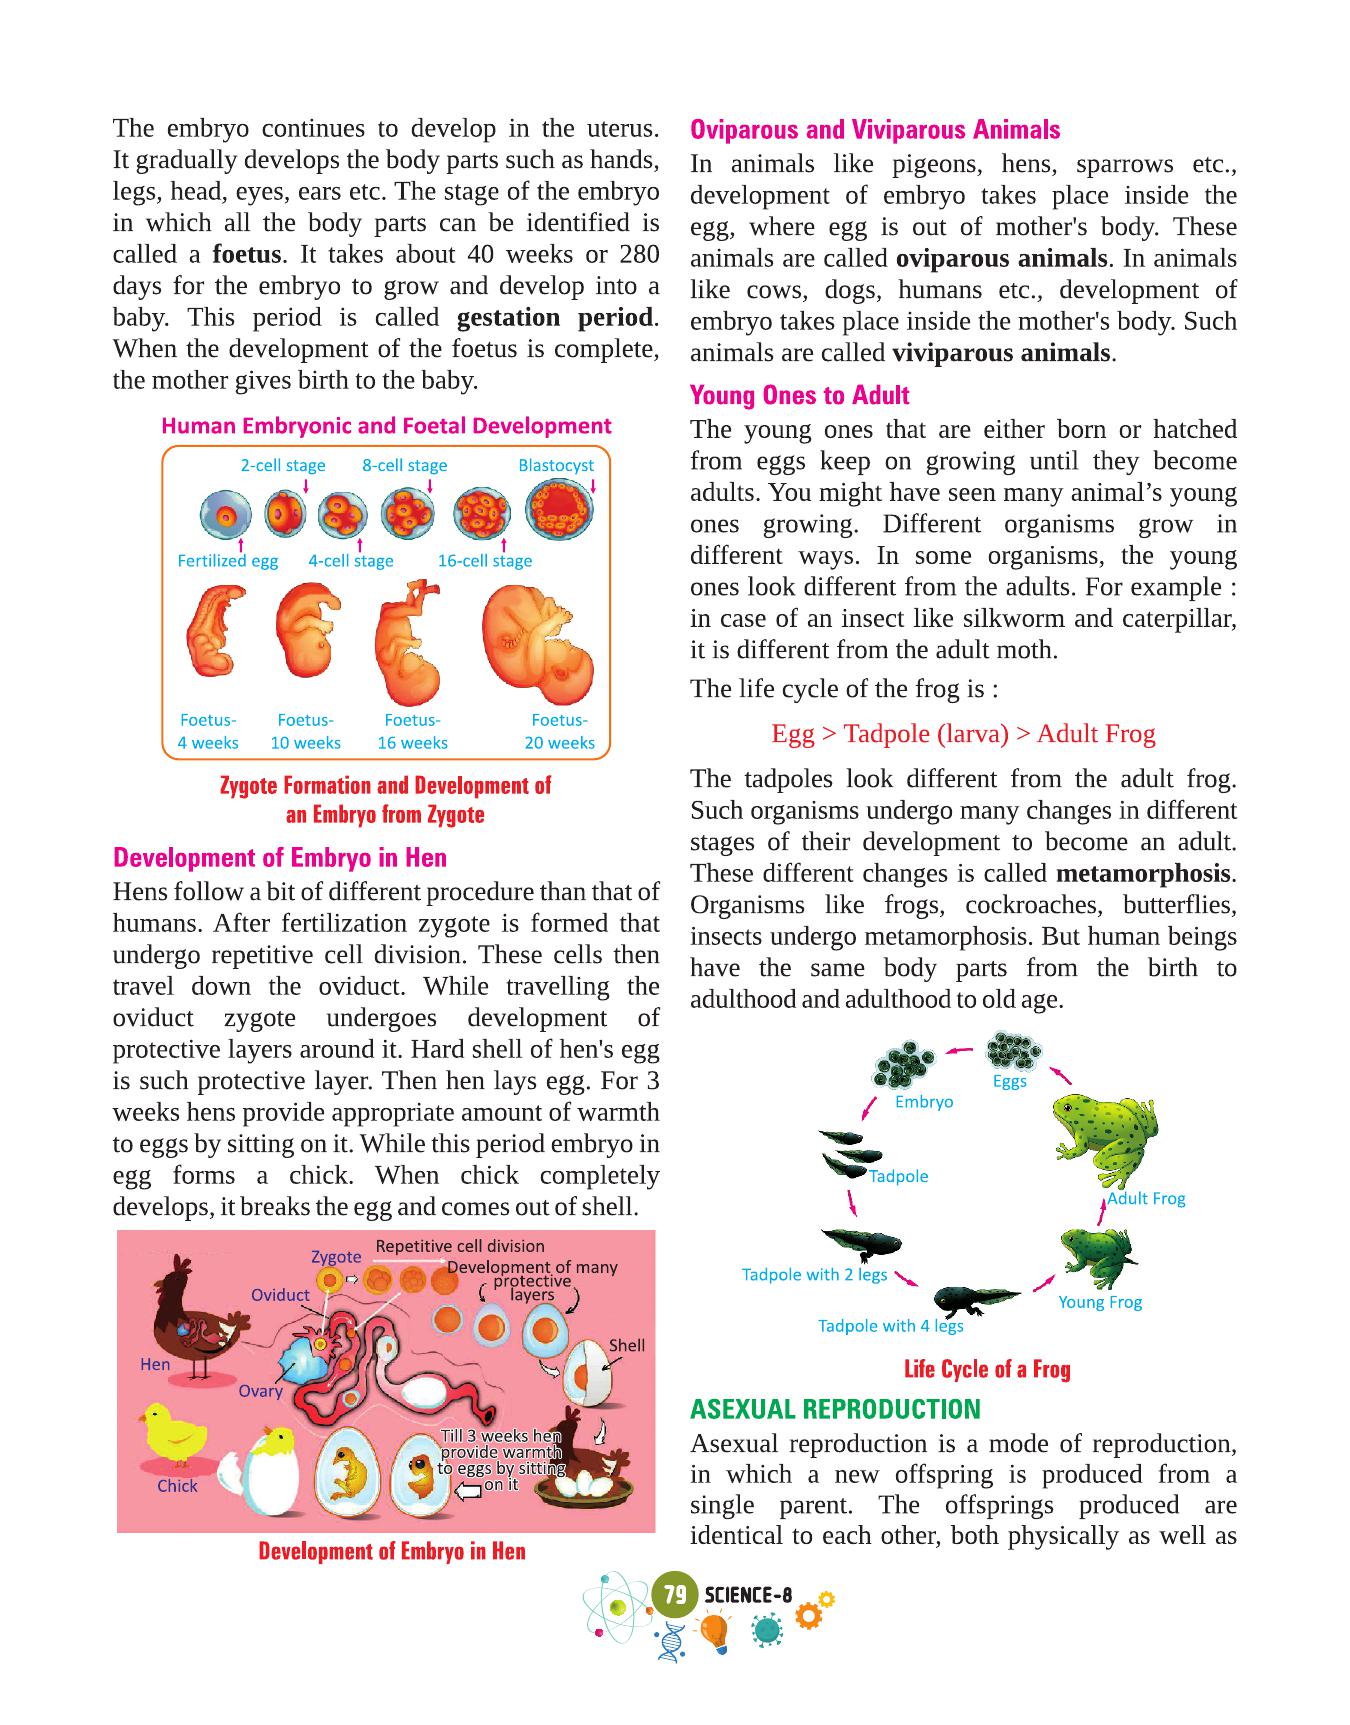 The embryo continues to develop in the uterus.
It gradually develops the body parts such as hands,
legs, head, eyes, ears etc. The stage of the embryo
in which all the body parts can be identified is
called a foetus. It takes about 40 weeks or 280
days for the embryo to grow and develop into a
baby. This period is called gestation period.
When the development of the foetus is complete,
the mother gives birth to the baby.
Human Embryonic and Foetal Development
2-cell stage 8-cell stage Blastocyst
Fertilized egg 4-cell stage 16-cell stage
Foetus- Foetus- Foetus- Foetus-
4 weeks 10 weeks 16 weeks 20 weeks
Zygote Formation and Development of
an Embryo from Zygote
Development of Embryo in Hen
Hens follow a bit of different procedure than that of
humans. After fertilization zygote is formed that
undergo repetitive cell division. These cells then
travel down the oviduct. While travelling the
oviduct zygote undergoes development of
protective layers around it. Hard shell of hen's egg
is such protective layer. Then hen lays egg. For 3
weeks hens provide appropriate amount of warmth
to eggs by sitting on it. While this period embryo in
egg forms a chick. When chick completely
develops, it breaks the egg and comes out of shell.
Repetitive cell division
Zygote
Development of many
protective
layers
Oviduct
Shell
Hen
Ovary
Till 3 weeks hen
provide warmth
to eggs by sitting
on it
Chick
Development of Embryo in Hen
Oviparous and Viviparous Animals
In animals like pigeons, hens, sparrows etc.,
development of embryo takes place inside the
egg, where egg is out of mother's body. These
animals are called oviparous animals. In animals
like cows, dogs, humans etc., development of
embryo takes place inside the mother's body. Such
animals are called viviparous animals.
Young Ones to Adult
The young ones that are either born or hatched
from eggs keep on growing until they become
adults. You might have seen many animal’s young
ones growing. Different organisms grow in
different ways. In some organisms, the young
ones look different from the adults. For example :
in case of an insect like silkworm and caterpillar,
it is different from the adult moth.
The life cycle of the frog is :
Egg > Tadpole (larva) > Adult Frog
The tadpoles look different from the adult frog.
Such organisms undergo many changes in different
stages of their development to become an adult.
These different changes is called metamorphosis.
Organisms like frogs, cockroaches, butterflies,
insects undergo metamorphosis. But human beings
have the same body parts from the birth to
adulthood and adulthood to old age.
Eggs
Embryo
Tadpole
Adult Frog
Tadpole with 2 legs
Young Frog
Tadpole with 4 legs
Life Cycle of a Frog
ASEXUAL REPRODUCTION
Asexual reproduction is a mode of reproduction,
in which a new offspring is produced from a
single parent. The offsprings produced are
identical to each other, both physically as well as
79 SCIENCE-8